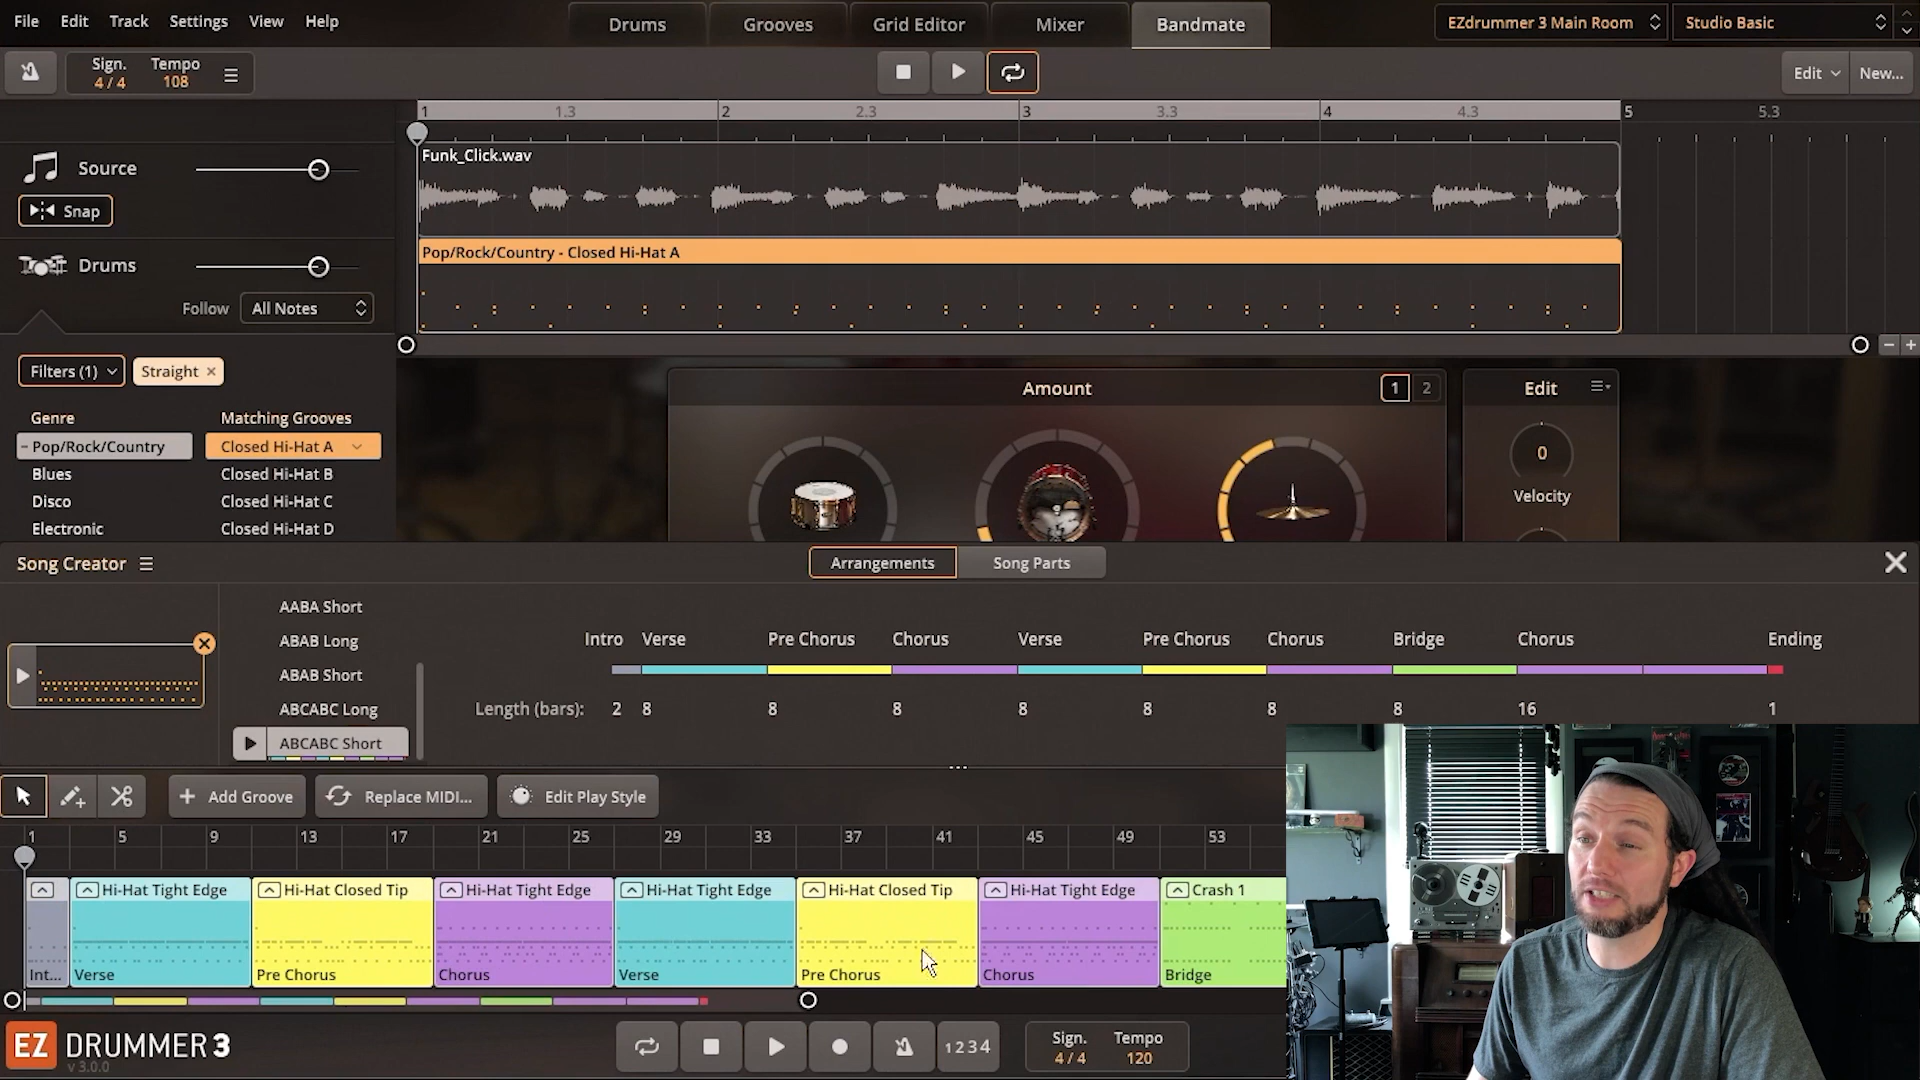 File Edit Track Settings View Help
Drums Grooves Grid Editor Mixer Bandmate
EZdrummer 3 Main Room Studio Basic
Sign. 4/4 Tempo 108
Edit New...
1 1.3 2 2.3 3 3.3 4 4.3 5 5.3
Source
Snap
Funk_Click.wav
Drums
Follow All Notes
Pop/Rock/Country - Closed Hi-Hat A
Filters (1) Straight ×
Genre Matching Grooves
Pop/Rock/Country Closed Hi-Hat A
Blues Closed Hi-Hat B
Disco Closed Hi-Hat C
Electronic Closed Hi-Hat D
Amount 1 2
Edit
0
Velocity
Song Creator Arrangements Song Parts
AABA Short
ABAB Long
ABAB Short
ABCABC Long
ABCABC Short
Intro Verse Pre Chorus Chorus Verse Pre Chorus Chorus Bridge Chorus Ending
Length (bars): 2 8 8 8 8 8 8 8 16 1
Add Groove Replace MIDI... Edit Play Style
1 5 9 13 17 21 25 29 33 37 41 45 49 53
Hi-Hat Tight Edge Hi-Hat Closed Tip Hi-Hat Tight Edge Hi-Hat Tight Edge Hi-Hat Closed Tip Hi-Hat Tight Edge Crash 1
Int... Verse Pre Chorus Chorus Verse Pre Chorus Chorus Bridge
EZ DRUMMER 3
v 3.0.0
1 2 3 4
Sign. 4/4 Tempo 120